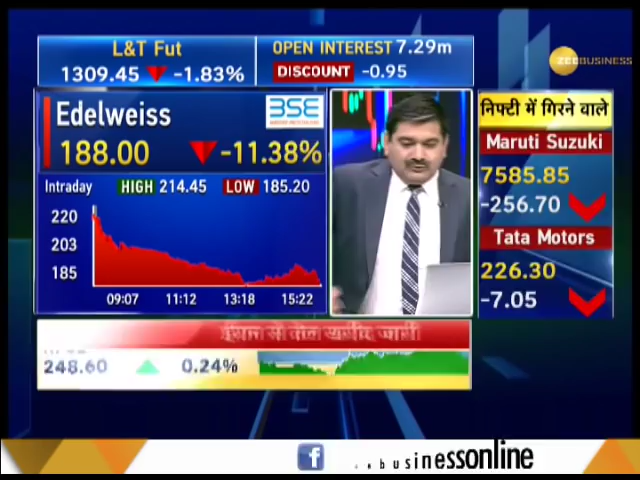 L&T Fut
1309.45 -1.83%
OPEN INTEREST 7.29m
DISCOUNT -0.95
ZEEBUSINESS
Edelweiss
BSE
188.00 -11.38%
Intraday HIGH 214.45 LOW 185.20
220
203
185
09:07 11:12 13:18 15:22
निफ्टी में गिरने वाले
Maruti Suzuki
7585.85
-256.70
Tata Motors
226.30
-7.05
248.60 0.24%
f
eebusinessonline